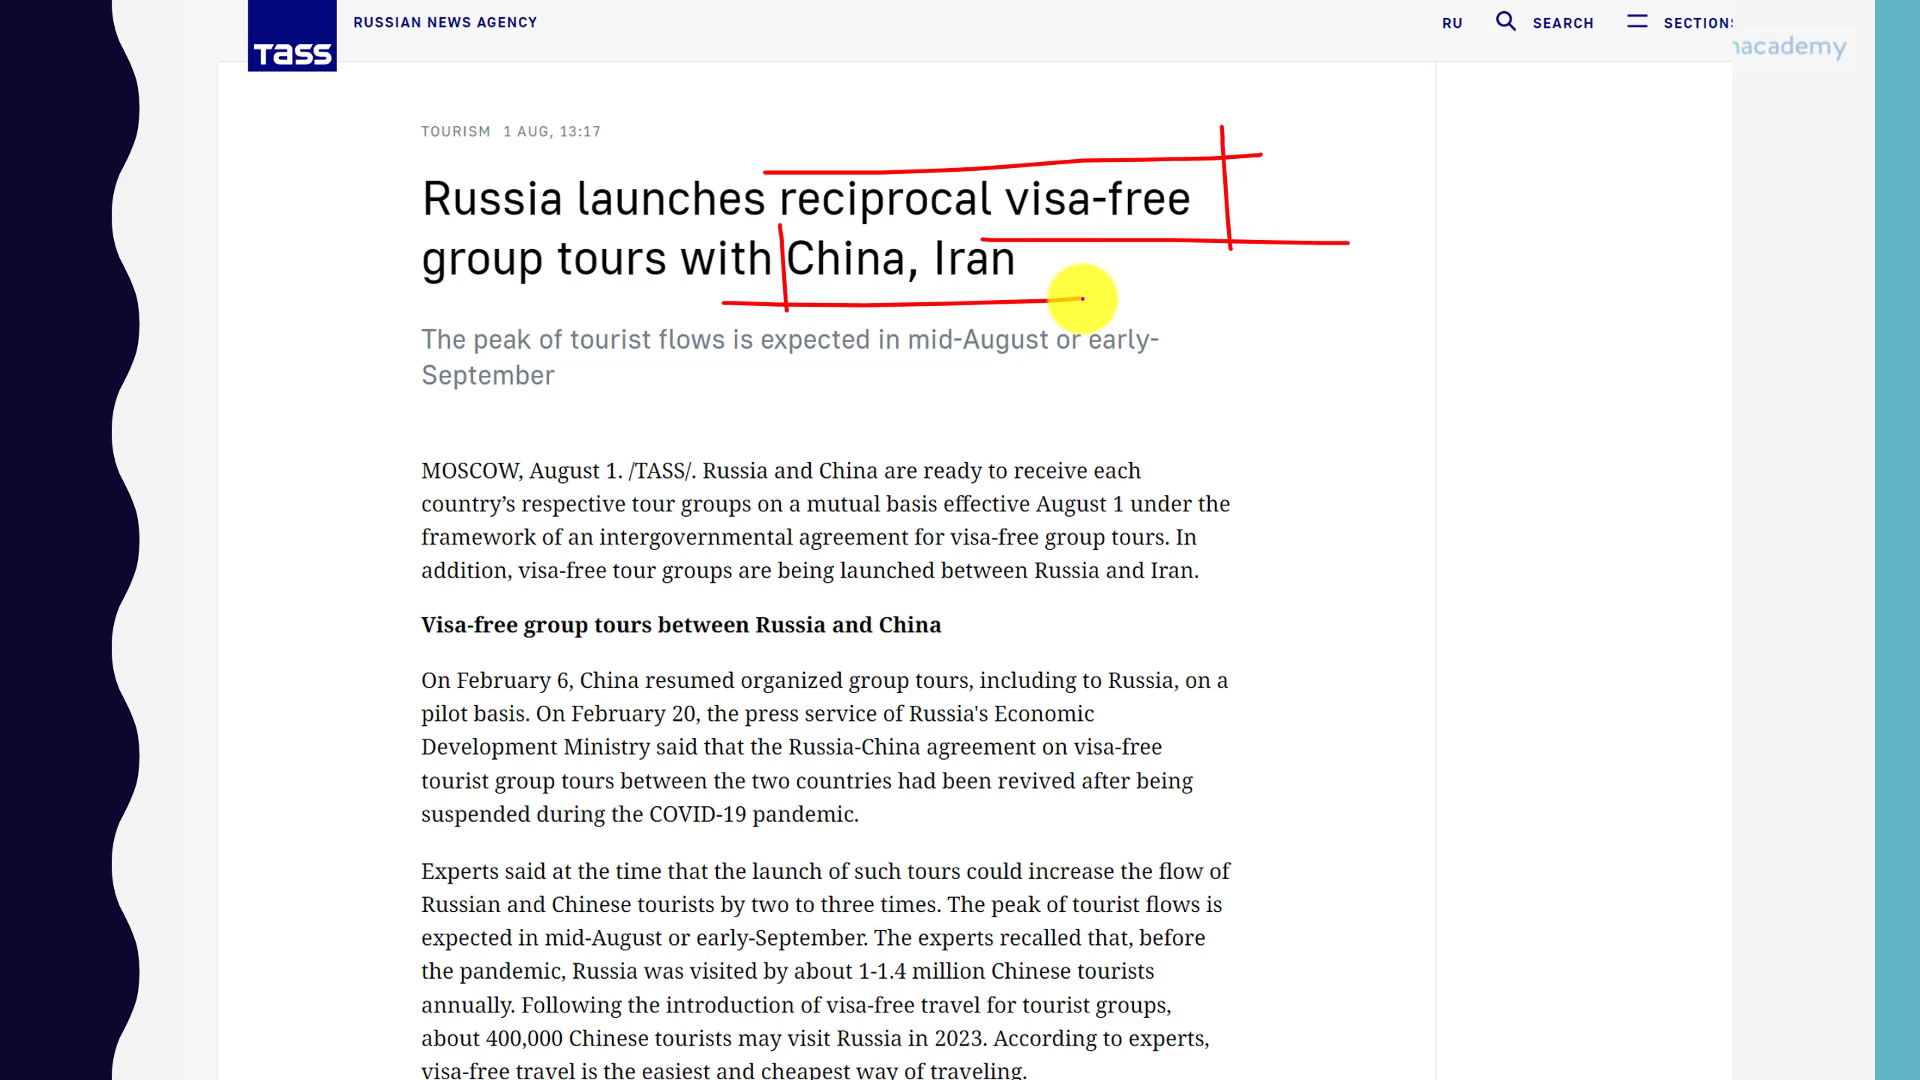 TASS
RUSSIAN NEWS AGENCY
RU
SEARCH
SECTIONS
academy
TOURISM 1 AUG, 13:17
Russia launches reciprocal visa-free
group tours with China, Iran
The peak of tourist flows is expected in mid-August or early-
September
MOSCOW, August 1. /TASS/. Russia and China are ready to receive each
country’s respective tour groups on a mutual basis effective August 1 under the
framework of an intergovernmental agreement for visa-free group tours. In
addition, visa-free tour groups are being launched between Russia and Iran.
Visa-free group tours between Russia and China
On February 6, China resumed organized group tours, including to Russia, on a
pilot basis. On February 20, the press service of Russia's Economic
Development Ministry said that the Russia-China agreement on visa-free
tourist group tours between the two countries had been revived after being
suspended during the COVID-19 pandemic.
Experts said at the time that the launch of such tours could increase the flow of
Russian and Chinese tourists by two to three times. The peak of tourist flows is
expected in mid-August or early-September. The experts recalled that, before
the pandemic, Russia was visited by about 1-1.4 million Chinese tourists
annually. Following the introduction of visa-free travel for tourist groups,
about 400,000 Chinese tourists may visit Russia in 2023. According to experts,
visa-free travel is the easiest and cheapest way of traveling.